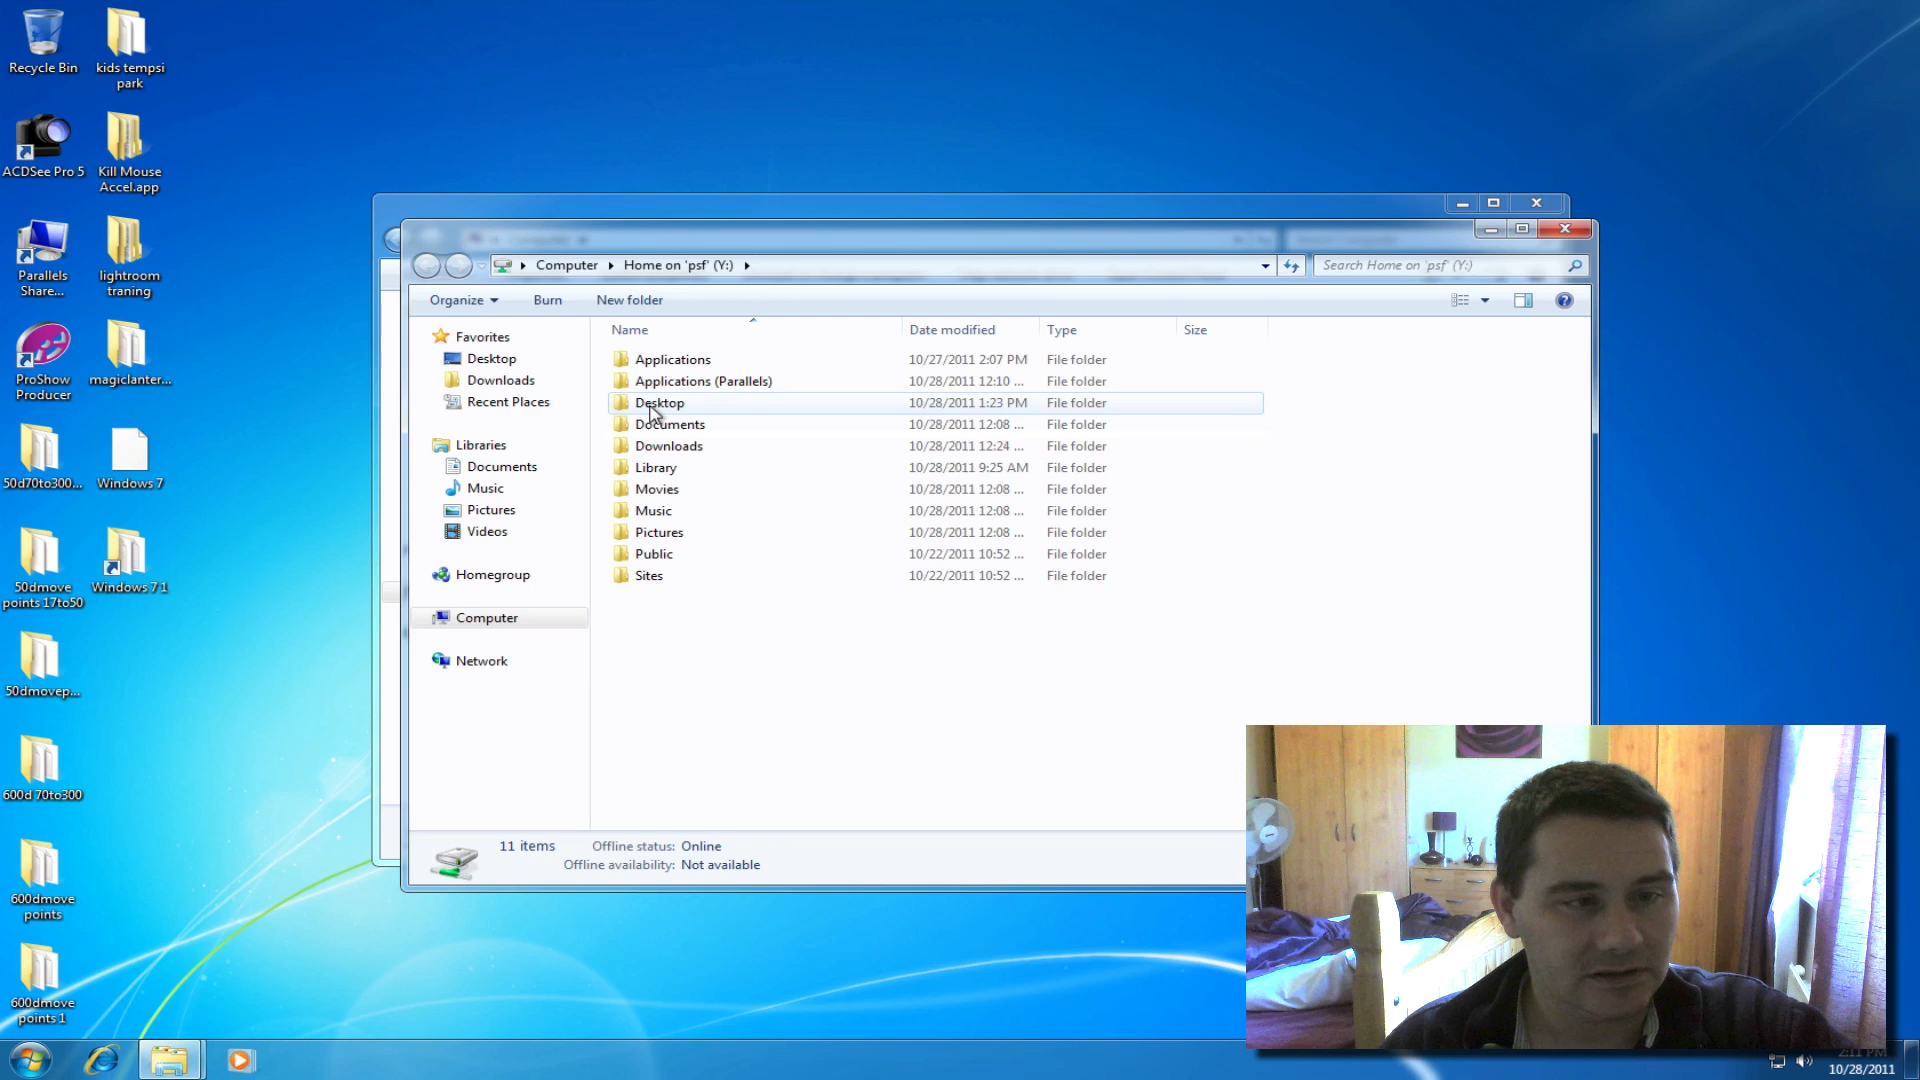 Recycle Bin
kids tempsi
park
ACDSee Pro 5
Kill Mouse
Accel.app
Parallels
Share...
lightroom
traning
ProShow
Producer
magiclanter...
50d70to300...
Windows 7
50dmove
points 17to50
Windows 7 1
50dmovep...
600d 70to300
600dmove
points
600dmove
points 1
Computer
Home on 'psf' (Y:)
Search Home on 'psf' (Y:)
Organize
Burn
New folder
Favorites
Desktop
Downloads
Recent Places
Libraries
Documents
Music
Pictures
Videos
Homegroup
Computer
Network
Name Date modified Type Size
Applications 10/27/2011 2:07 PM File folder
Applications (Parallels) 10/28/2011 12:10 ... File folder
Desktop 10/28/2011 1:23 PM File folder
Documents 10/28/2011 12:08 ... File folder
Downloads 10/28/2011 12:24 ... File folder
Library 10/28/2011 9:25 AM File folder
Movies 10/28/2011 12:08 ... File folder
Music 10/28/2011 12:08 ... File folder
Pictures 10/28/2011 12:08 ... File folder
Public 10/22/2011 10:52 ... File folder
Sites 10/22/2011 10:52 ... File folder
11 items Offline status: Online
Offline availability: Not available
2:11 PM
10/28/2011